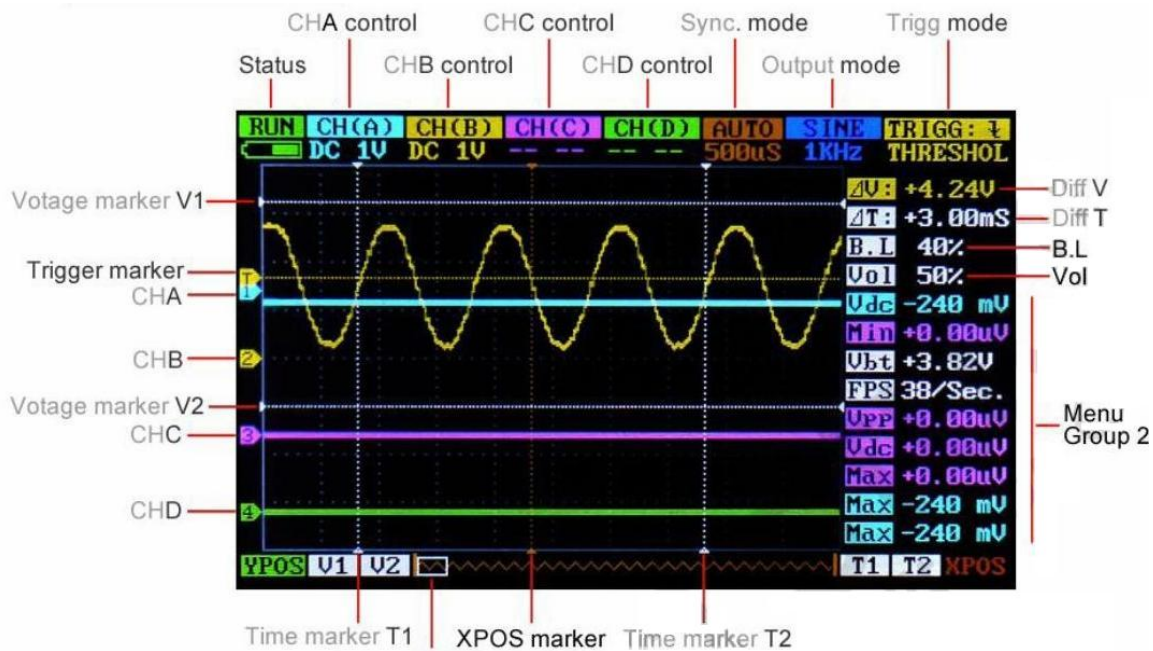 CHA control
CHC control
Sync. mode
Trigg mode
Status
CHB control
CHD control
Output mode
RUN CH(A) CH(B) CH(C) CH(D) AUTO SINE TRIGG:
DC 1V DC 1V -- -- -- -- 500uS 1KHz THRESHOL
Votage marker V1
ΔV: +4.24V
Diff V
ΔT: +3.00mS
Diff T
B.L 40%
B.L
Trigger marker
T
Vol 50%
Vol
CHA
1
Vdc -240 mV
Min +0.00uV
CHB
2
Vbt +3.82V
FPS 38/Sec.
Votage marker V2
Vpp +0.00uV
Menu
Group 2
CHC
3
Vdc +0.00uV
Max +0.00uV
CHD
4
Max -240 mV
Max -240 mV
YPOS V1 V2 T1 T2 XPOS
Time marker T1
XPOS marker
Time marker T2